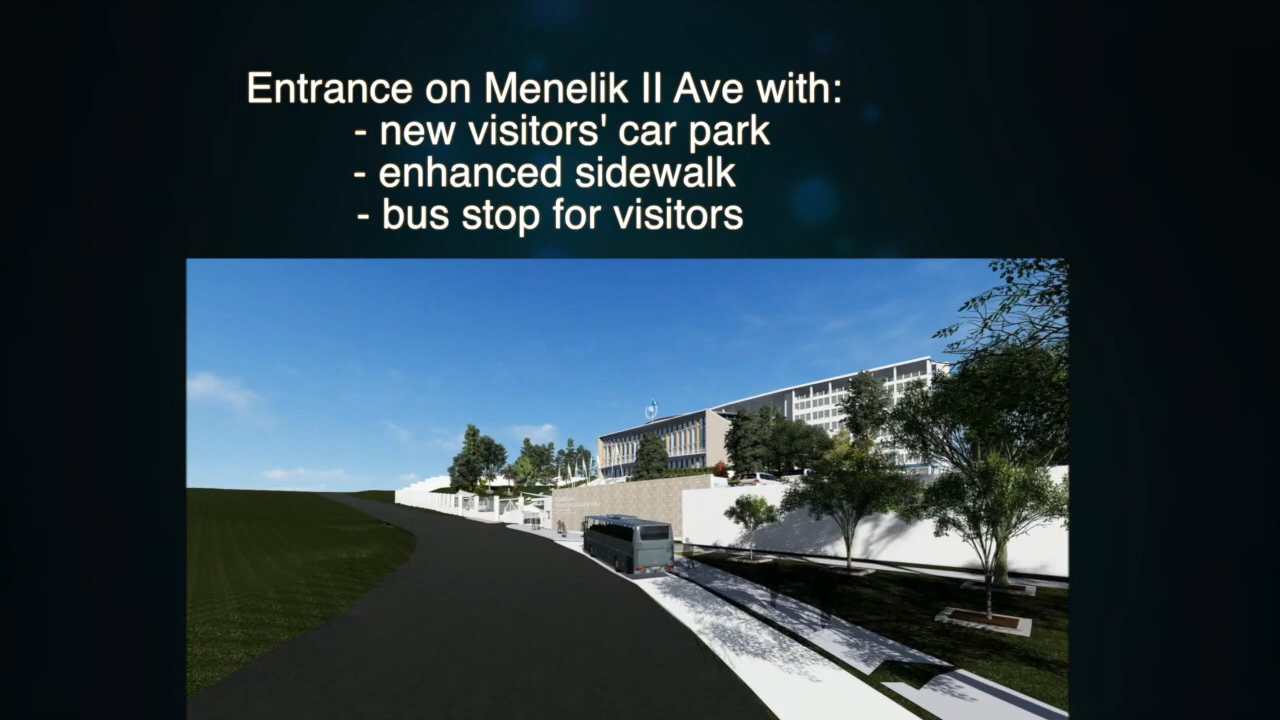 Entrance on Menelik II Ave with:
- new visitors' car park
- enhanced sidewalk
- bus stop for visitors